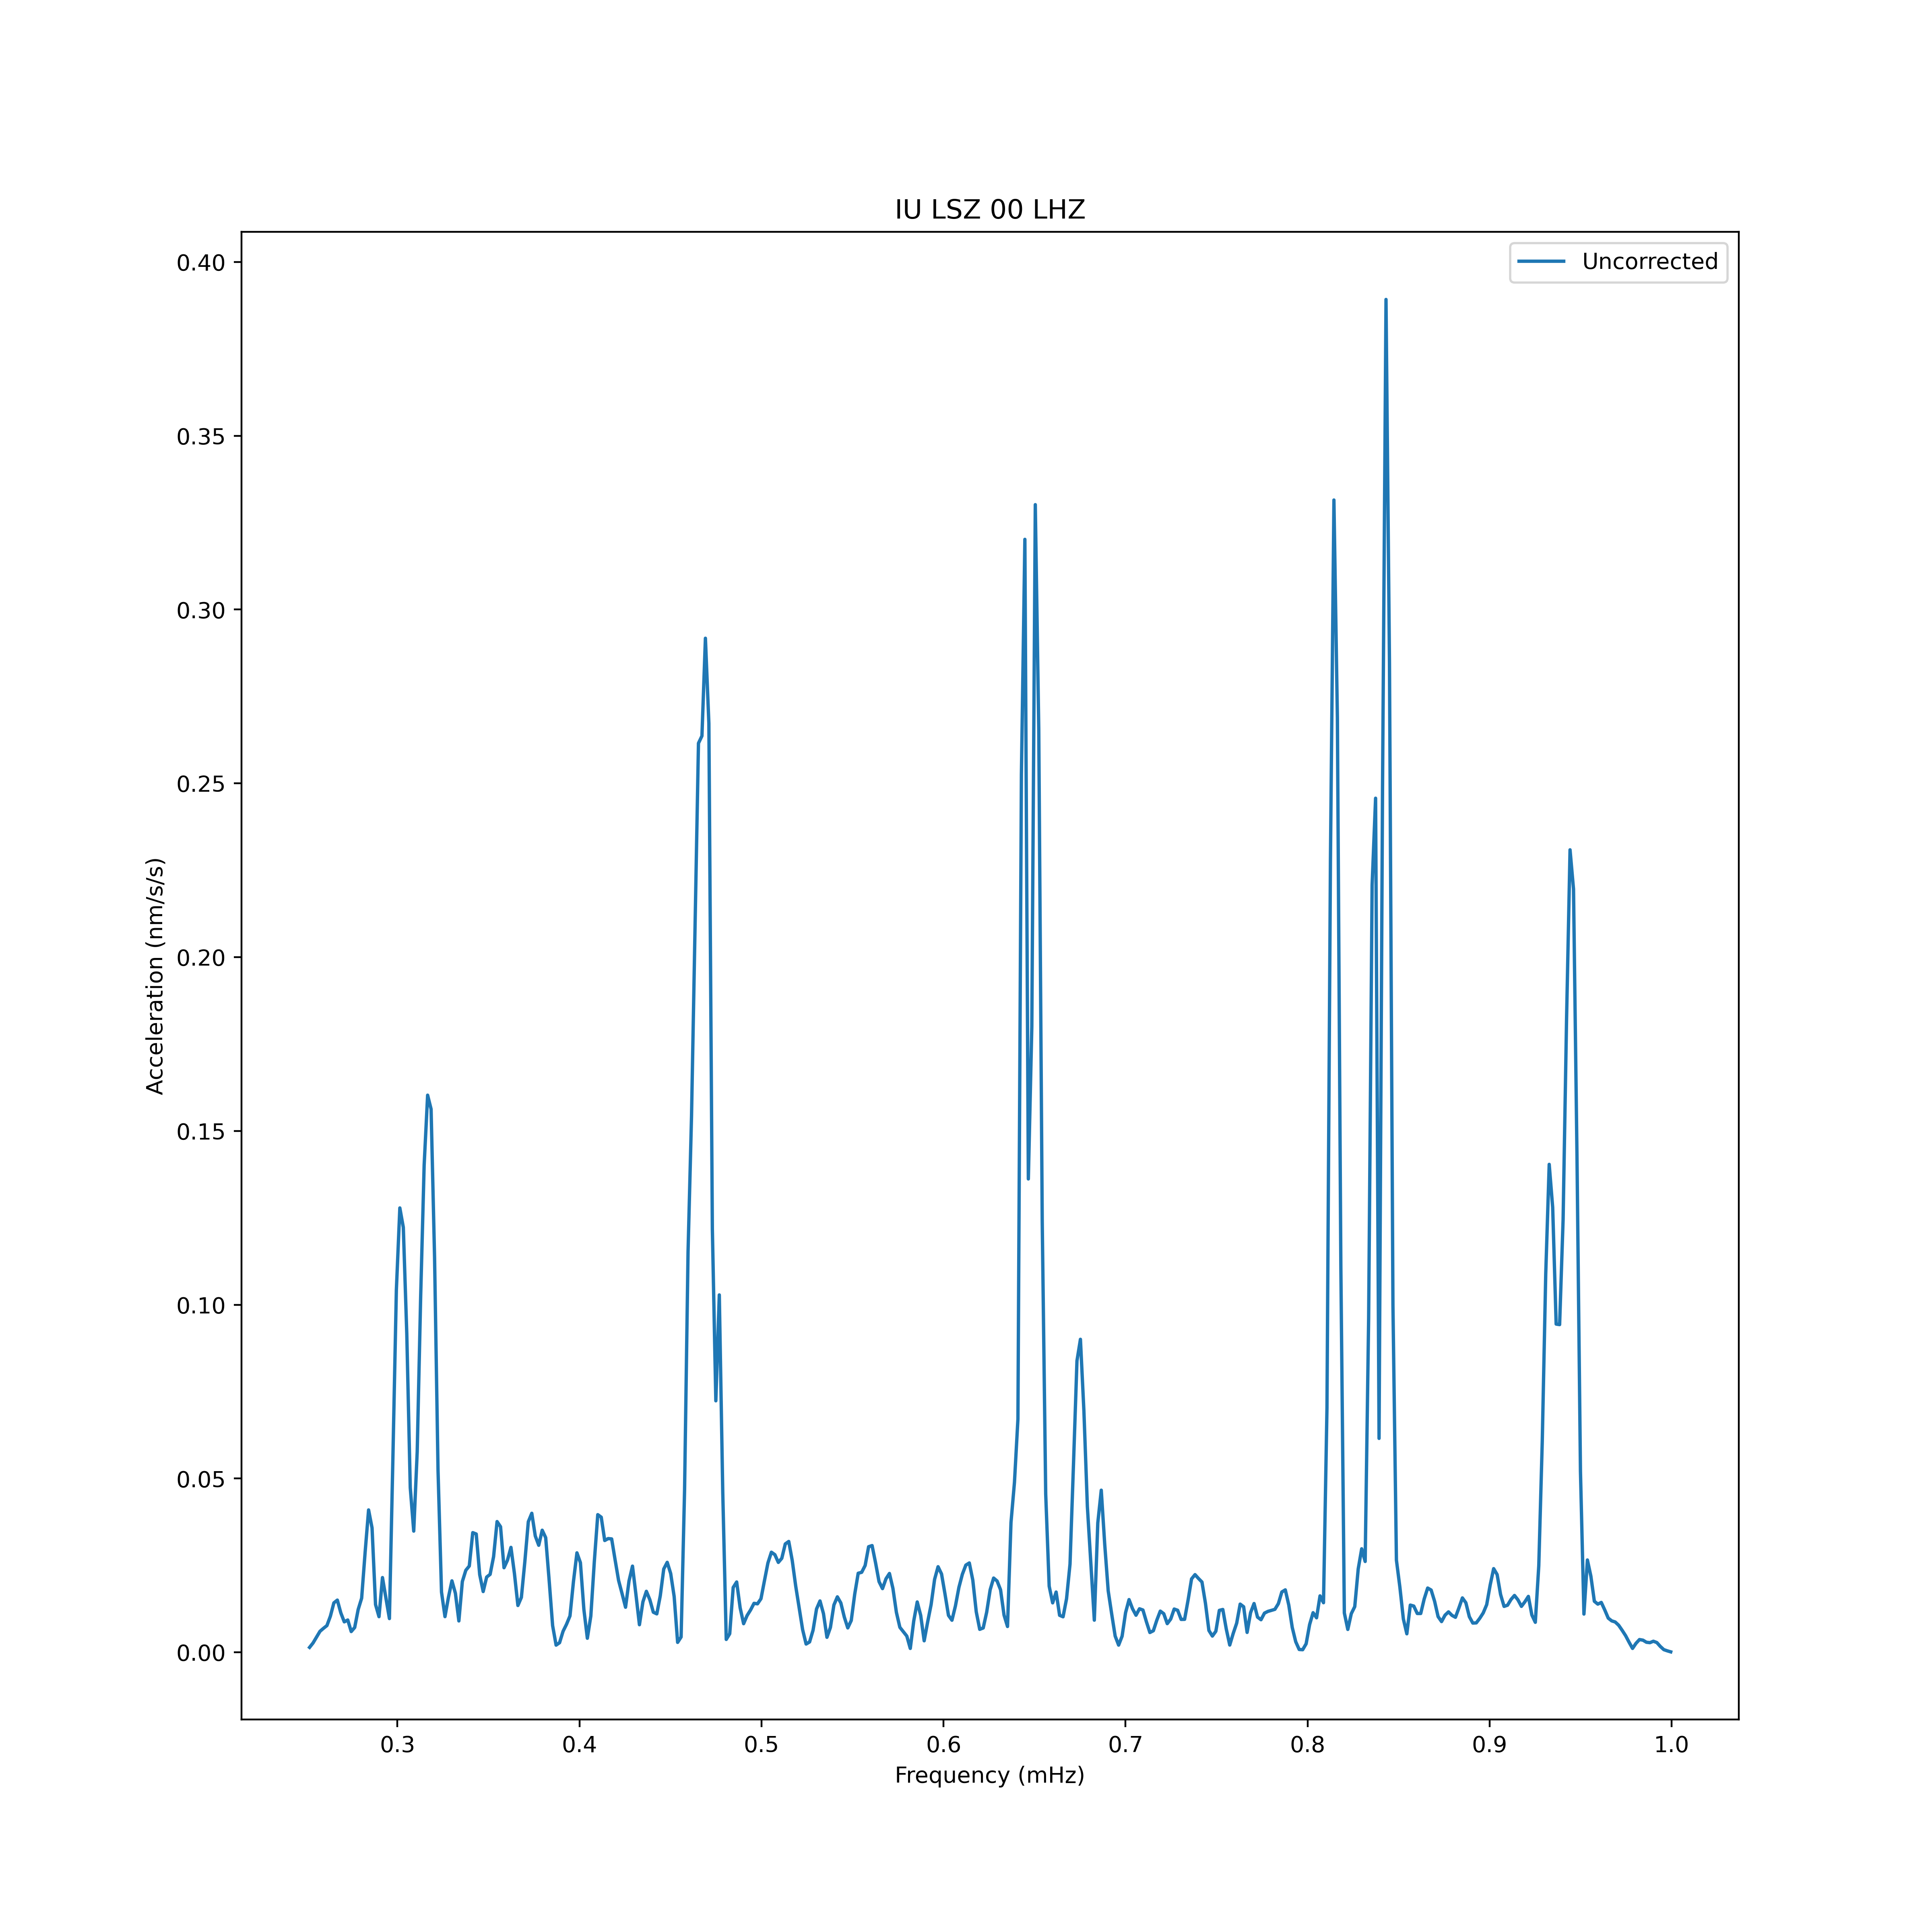 IU LSZ 00 LHZ
Uncorrected
0.40
0.35
0.30
0.25
0.20
0.15
0.10
0.05
0.00
Acceleration (nm/s/s)
0.3 0.4 0.5 0.6 0.7 0.8 0.9 1.0
Frequency (mHz)